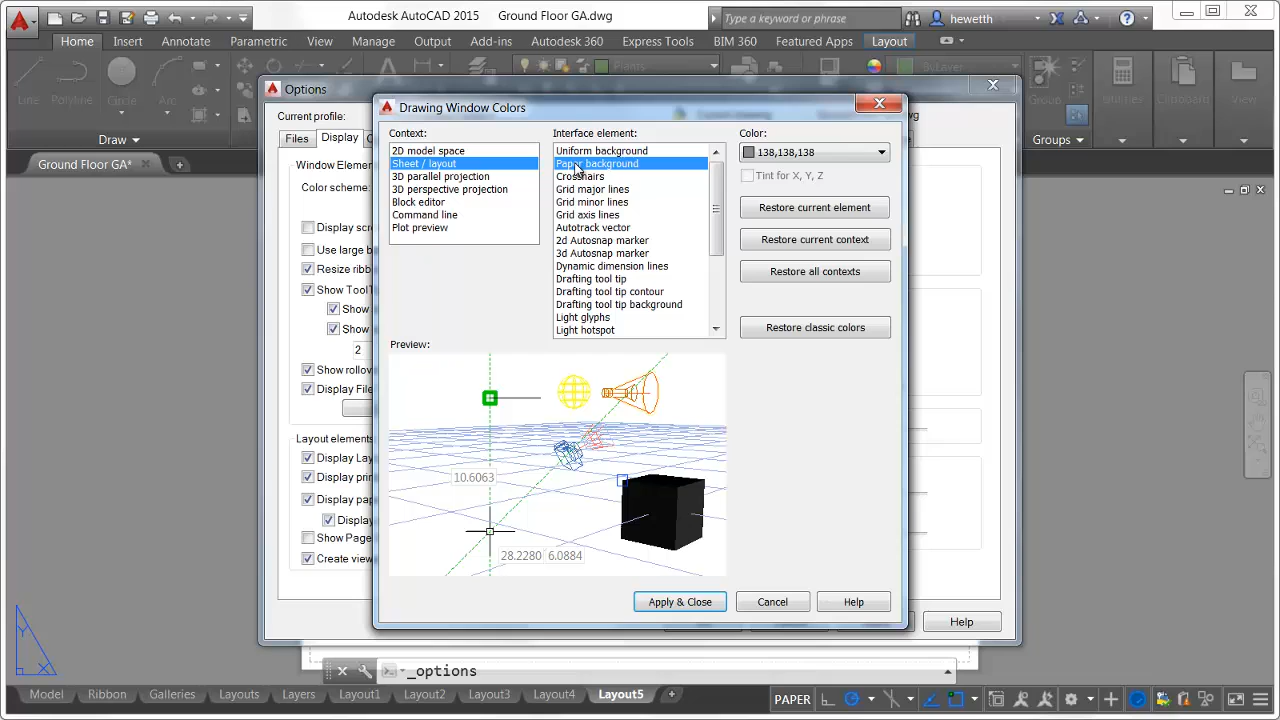 Autodesk AutoCAD 2015 Ground Floor GA.dwg
Type a keyword or phrase
hewetth
Home Insert Annotate Parametric View Manage Output Add-ins Autodesk 360 Express Tools BIM 360 Featured Apps Layout
Plants
ByLayer
Line Polyline Circle Arc
Group Utilities Clipboard View
Draw
Groups
Ground Floor GA*
Options
Current profile:
Files Display
Window Elemen
Color scheme:
Display scr
Use large b
Resize ribb
Show ToolT
Show
Show
2
Show rollov
Display File
Layout elements
Display Lay
Display prin
Display pap
Display
Show Page
Create view
Help
Drawing Window Colors
Context:
2D model space
Sheet / layout
3D parallel projection
3D perspective projection
Block editor
Command line
Plot preview
Interface element:
Uniform background
Paper background
Crosshairs
Grid major lines
Grid minor lines
Grid axis lines
Autotrack vector
2d Autosnap marker
3d Autosnap marker
Dynamic dimension lines
Drafting tool tip
Drafting tool tip contour
Drafting tool tip background
Light glyphs
Light hotspot
Color:
138,138,138
Tint for X, Y, Z
Restore current element
Restore current context
Restore all contexts
Restore classic colors
Preview:
10.6063
28.2280 6.0884
Apply & Close Cancel Help
Y
X
_options
Model Ribbon Galleries Layouts Layers Layout1 Layout2 Layout3 Layout4 Layout5
PAPER